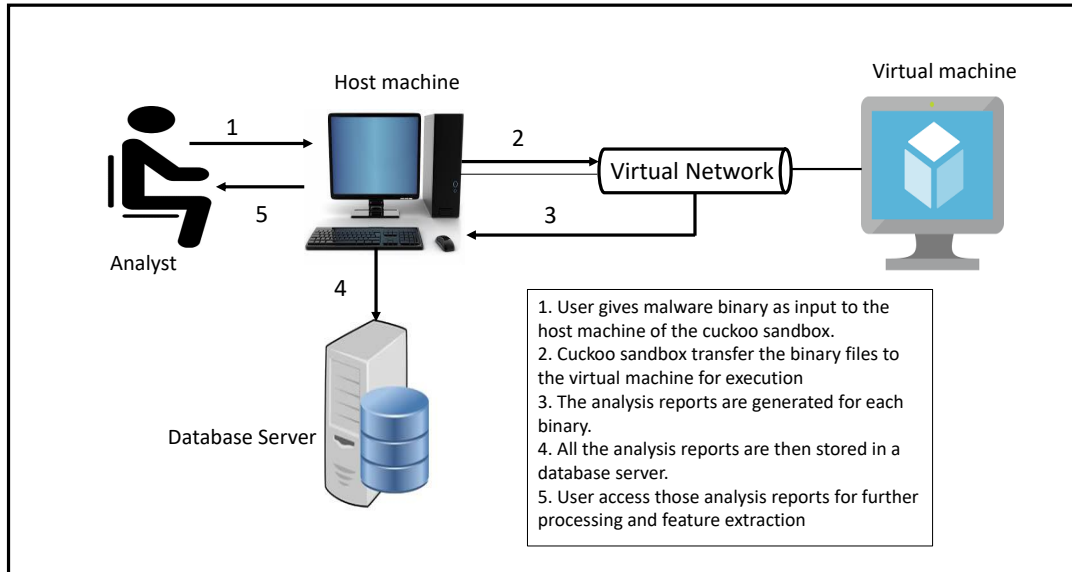 Host machine
Virtual machine
1
2
Virtual Network
5
3
Analyst
4
Database Server
1. User gives malware binary as input to the
host machine of the cuckoo sandbox.
2. Cuckoo sandbox transfer the binary files to
the virtual machine for execution
3. The analysis reports are generated for each
binary.
4. All the analysis reports are then stored in a
database server.
5. User access those analysis reports for further
processing and feature extraction